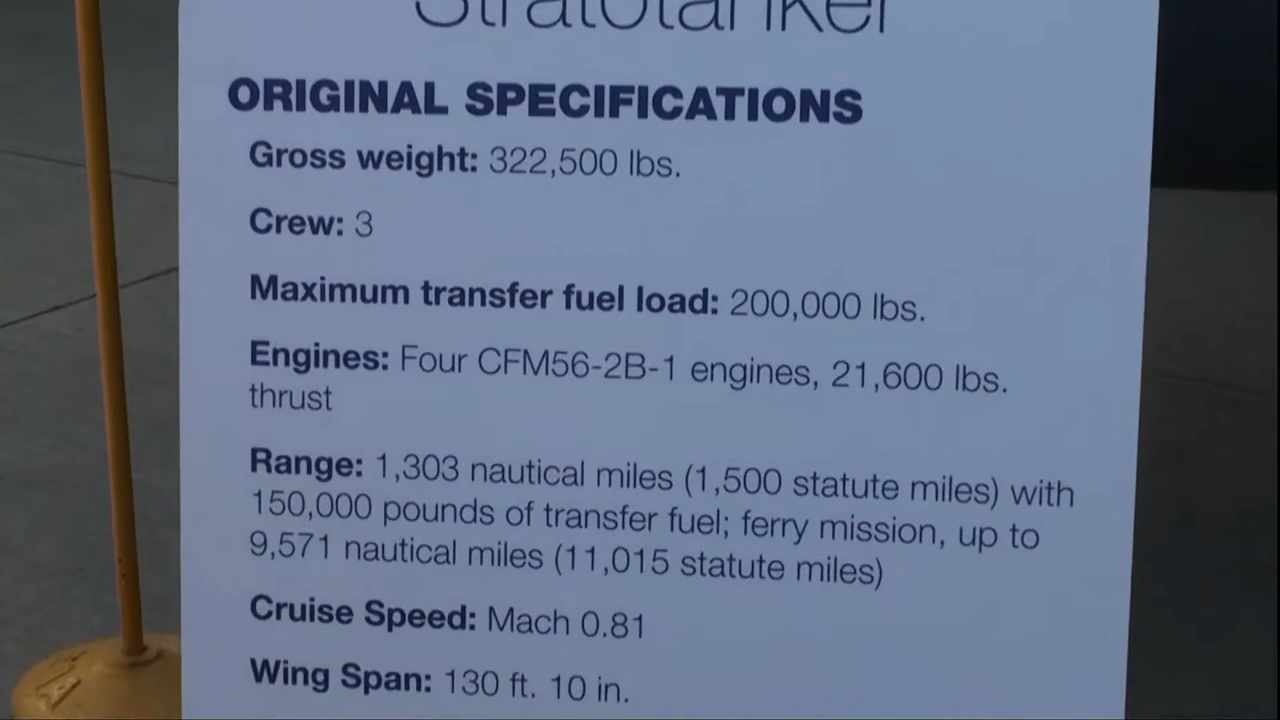 Stratotanker
ORIGINAL SPECIFICATIONS
Gross weight: 322,500 lbs.
Crew: 3
Maximum transfer fuel load: 200,000 lbs.
Engines: Four CFM56-2B-1 engines, 21,600 lbs.
thrust
Range: 1,303 nautical miles (1,500 statute miles) with
150,000 pounds of transfer fuel; ferry mission, up to
9,571 nautical miles (11,015 statute miles)
Cruise Speed: Mach 0.81
Wing Span: 130 ft. 10 in.